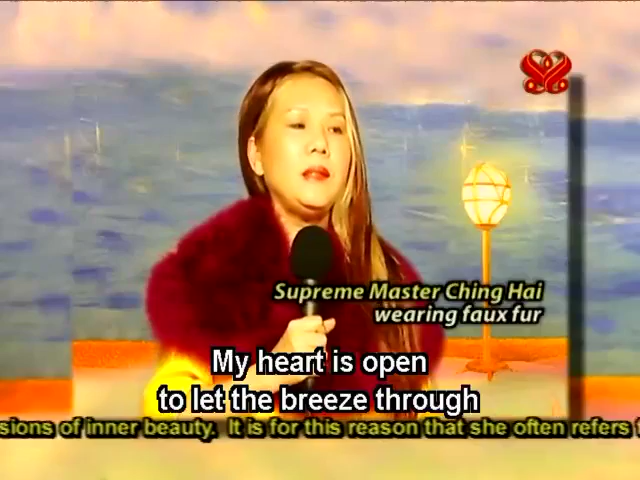 Supreme Master Ching Hai
wearing faux fur
My heart is open
to let the breeze through
sions of inner beauty. It is for this reason that she often refers